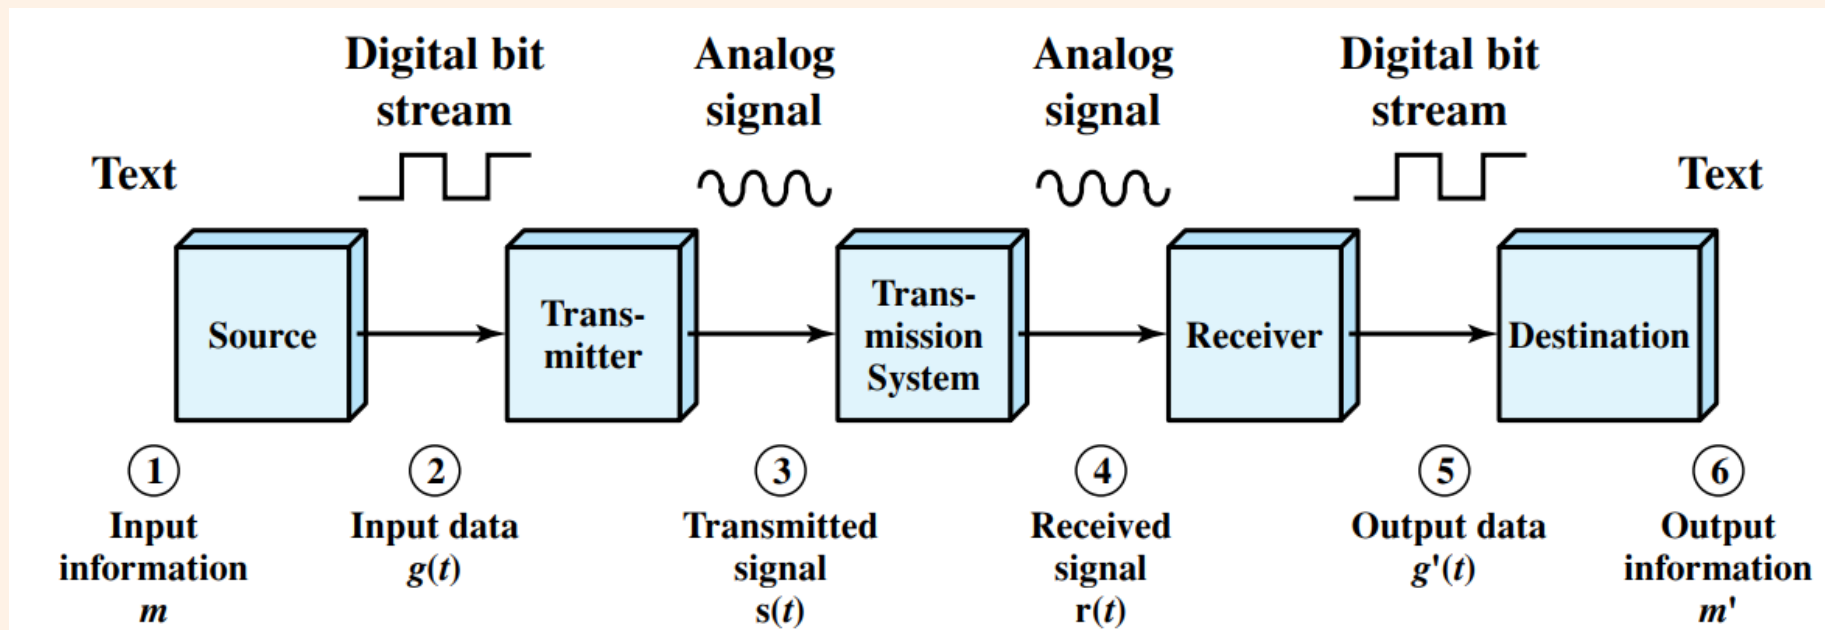 Digital bit
stream
Analog
signal
Analog
signal
Digital bit
stream
Text
Text
Source
Trans-
mitter
Trans-
mission
System
Receiver
Destination
1
Input
information
m
2
Input data
g(t)
3
Transmitted
signal
s(t)
4
Received
signal
r(t)
5
Output data
g'(t)
6
Output
information
m'